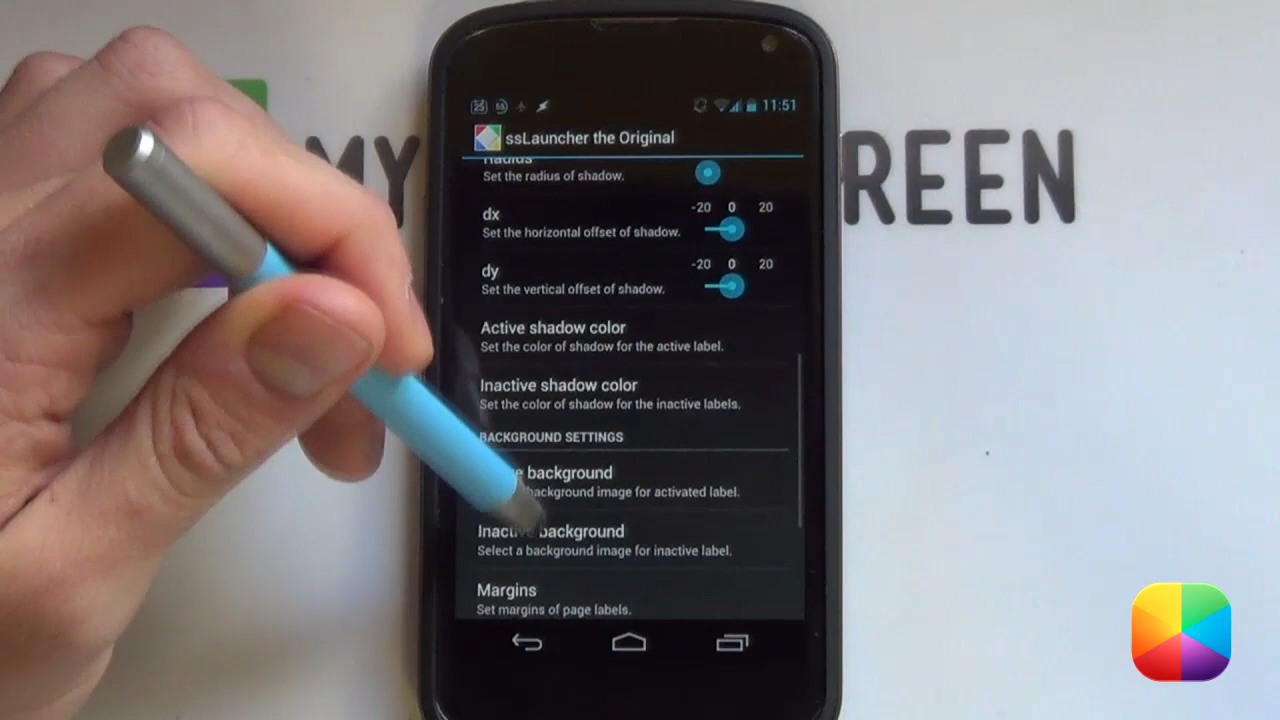 MY
REEN
25
11:51
ssLauncher the Original
Radius
Set the radius of shadow.
-20 0 20
dx
Set the horizontal offset of shadow.
-20 0 20
dy
Set the vertical offset of shadow.
Active shadow color
Set the color of shadow for the active label.
Inactive shadow color
Set the color of shadow for the inactive labels.
BACKGROUND SETTINGS
background
background image for activated label.
Inactive background
Select a background image for inactive label.
Margins
Set margins of page labels.